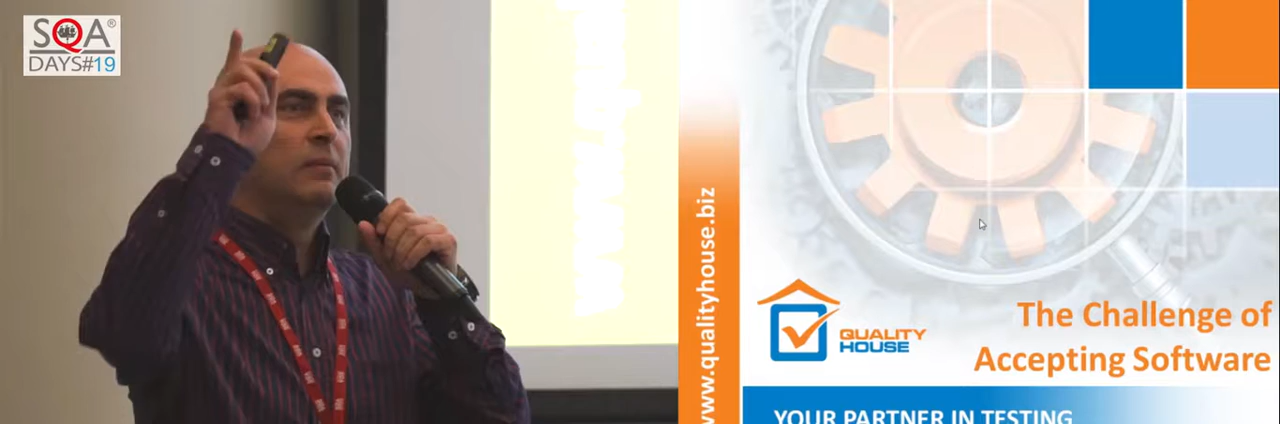 SQA®
DAYS#19
www.qualityhouse.biz
QUALITY
HOUSE
The Challenge of
Accepting Software
YOUR PARTNER IN TESTING